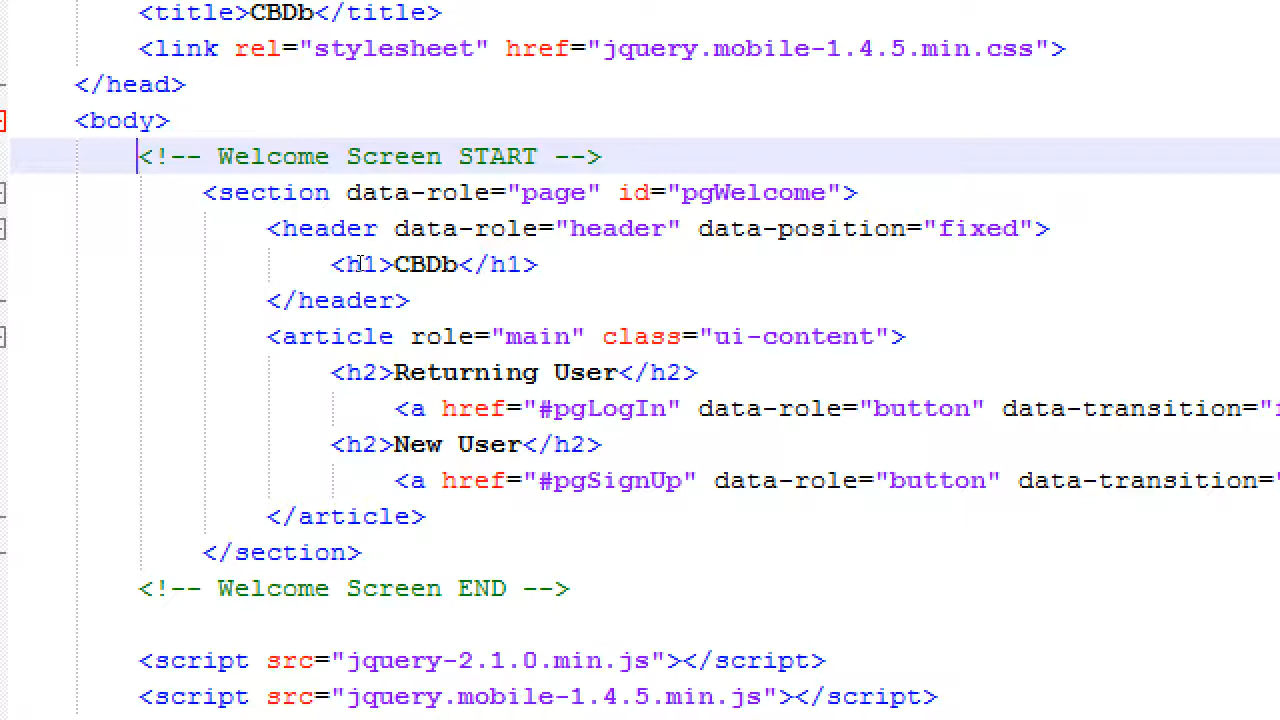 <title>CBDb</title>
<link rel="stylesheet" href="jquery.mobile-1.4.5.min.css">
</head>
<body>
<!-- Welcome Screen START -->
<section data-role="page" id="pgWelcome">
<header data-role="header" data-position="fixed">
<h1>CBDb</h1>
</header>
<article role="main" class="ui-content">
<h2>Returning User</h2>
<a href="#pgLogIn" data-role="button" data-transition="
<h2>New User</h2>
<a href="#pgSignUp" data-role="button" data-transition="
</article>
</section>
<!-- Welcome Screen END -->
<script src="jquery-2.1.0.min.js"></script>
<script src="jquery.mobile-1.4.5.min.js"></script>